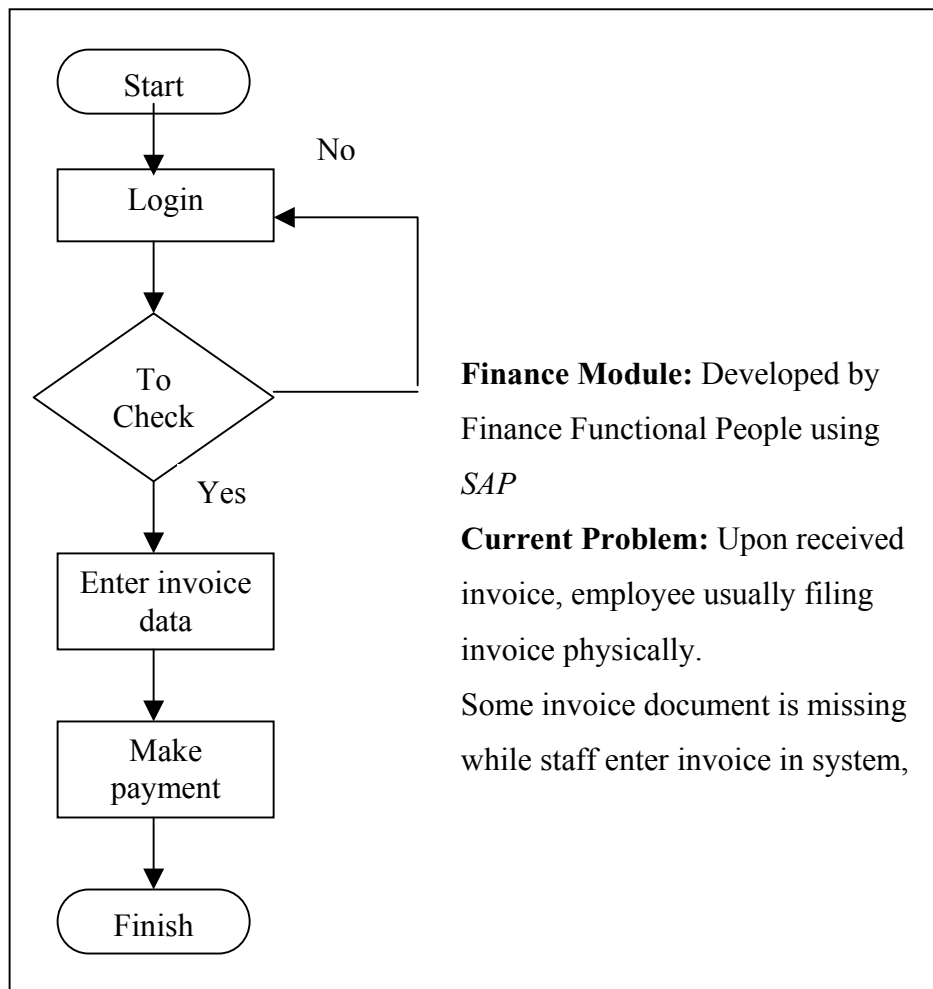 Start
No
Login
To
Check
Yes
Enter invoice
data
Make
payment
Finish
Finance Module: Developed by
Finance Functional People using
SAP
Current Problem: Upon received
invoice, employee usually filing
invoice physically.
Some invoice document is missing
while staff enter invoice in system,